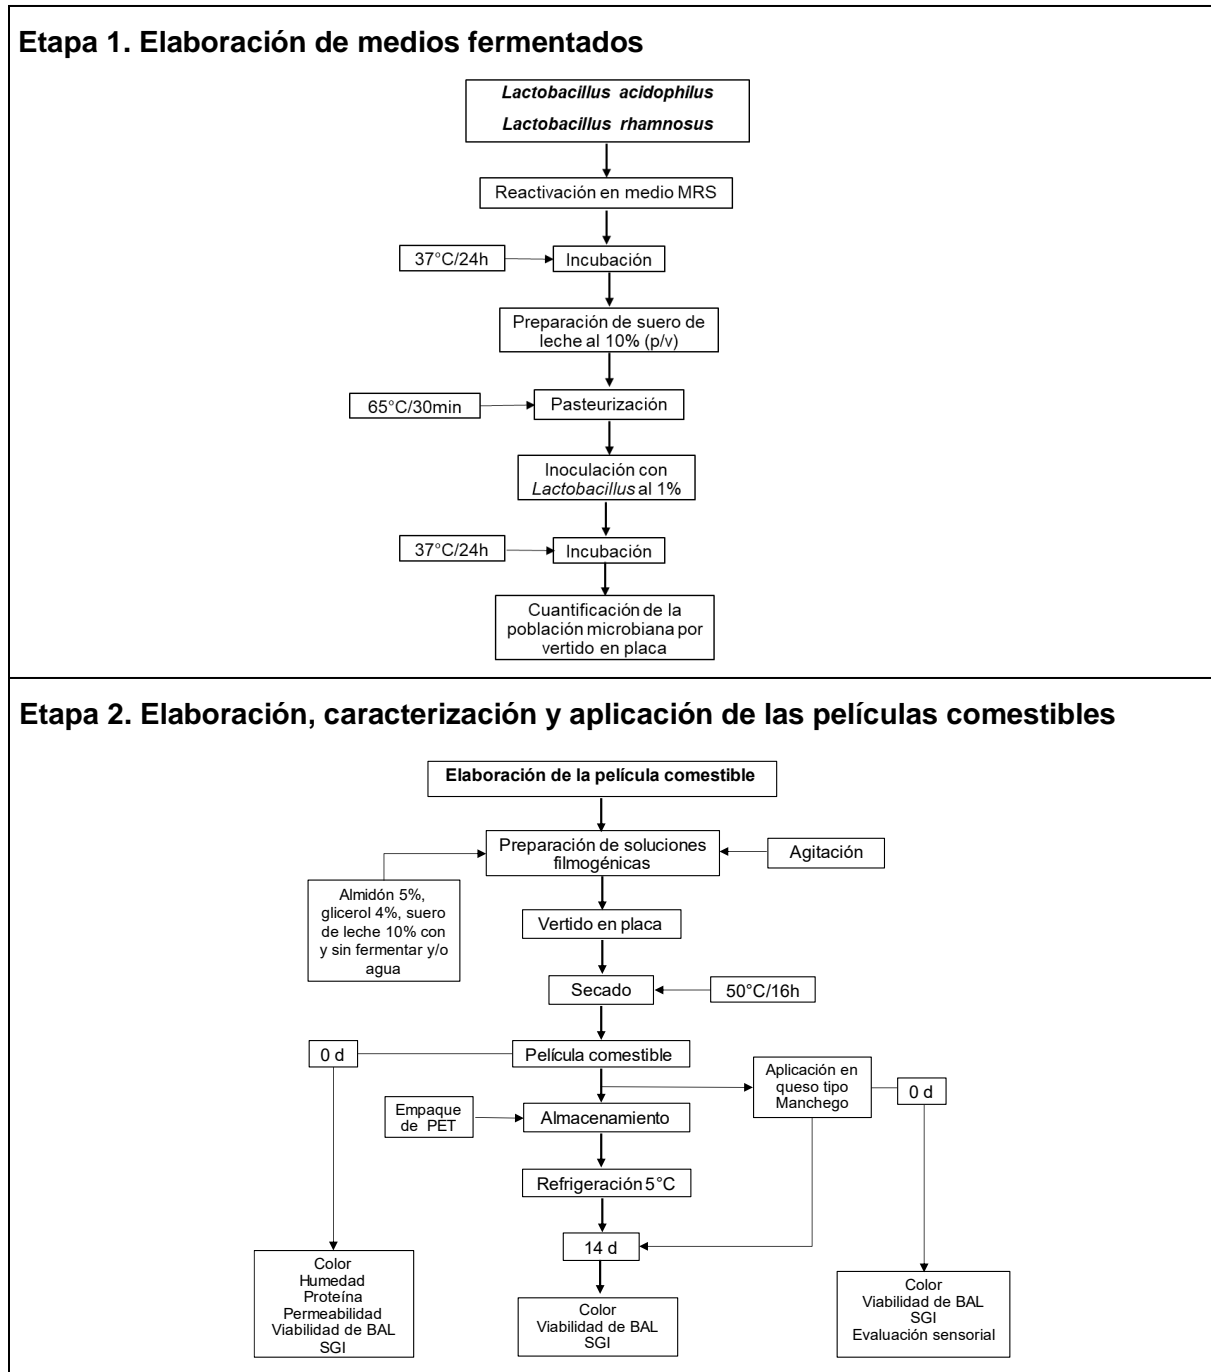 Etapa 1. Elaboración de medios fermentados
Lactobacillus acidophilus
Lactobacillus rhamnosus
Reactivación en medio MRS
37°C/24h
Incubación
Preparación de suero de
leche al 10% (p/v)
65°C/30min
Pasteurización
Inoculación con
Lactobacillus al 1%
37°C/24h
Incubación
Cuantificación de la
población microbiana por
vertido en placa
Etapa 2. Elaboración, caracterización y aplicación de las películas comestibles
Elaboración de la película comestible
Preparación de soluciones
filmogénicas
Agitación
Almidón 5%,
glicerol 4%, suero
de leche 10% con
y sin fermentar y/o
agua
Vertido en placa
Secado
50°C/16h
0 d
Película comestible
Aplicación en
queso tipo
Manchego
0 d
Empaque
de PET
Almacenamiento
Refrigeración 5°C
14 d
Color
Humedad
Proteína
Permeabilidad
Viabilidad de BAL
SGI
Color
Viabilidad de BAL
SGI
Color
Viabilidad de BAL
SGI
Evaluación sensorial